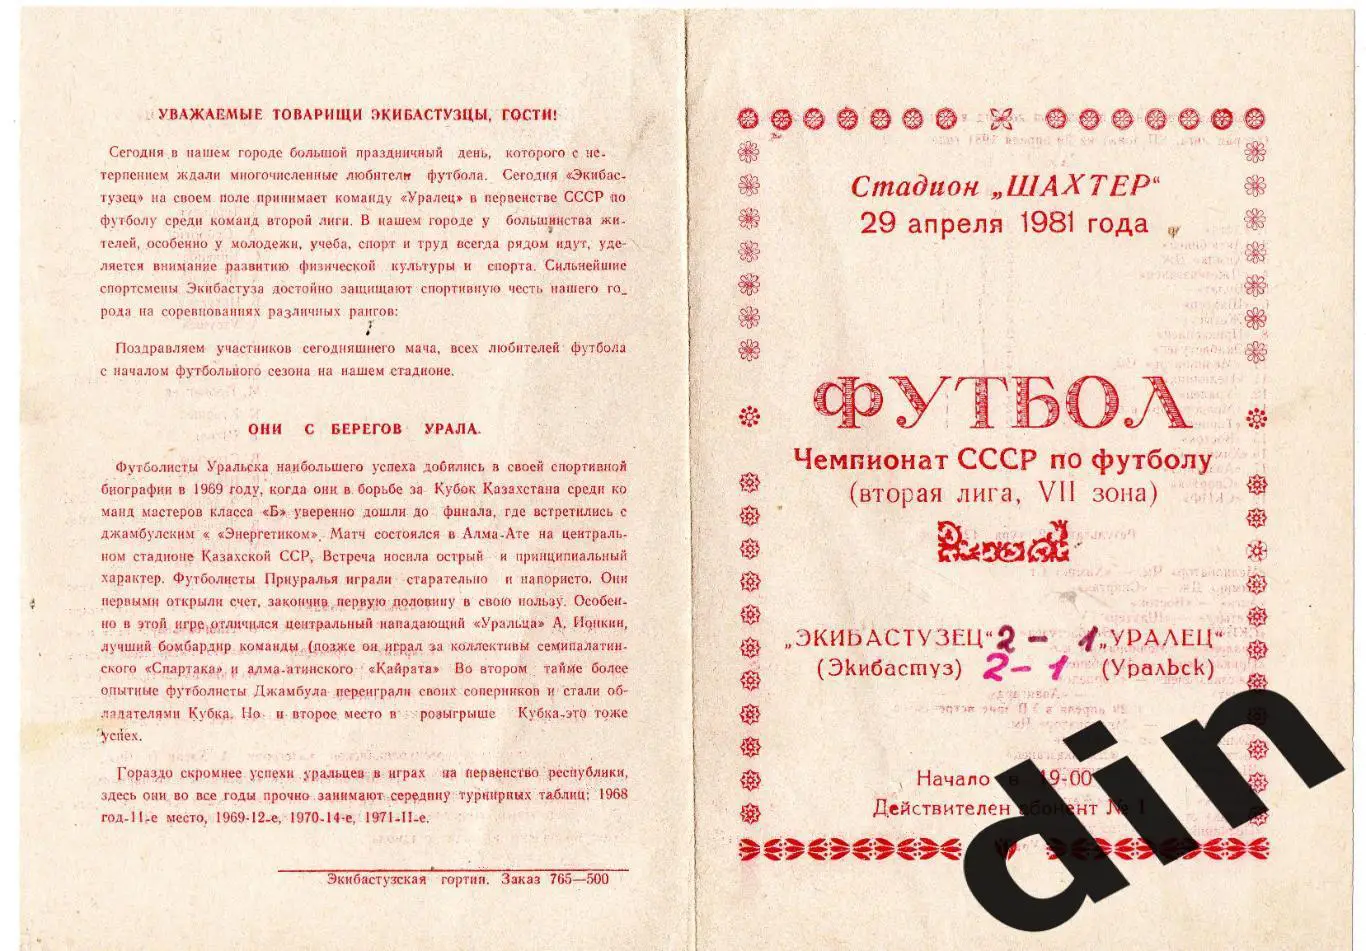 УВАЖАЕМЫЕ ТОВАРИЩИ ЭКИБАСТУЗЦЫ, ГОСТИ!
Сегодня в нашем городе большой праздничный день, которого с не-
терпением ждали многочисленные любители футбола. Сегодня «Экибас-
тузец» на своем поле принимает команду «Уралец» в первенстве СССР по
футболу среди команд второй лиги. В нашем городе у большинства жи-
телей, особенно у молодежи, учеба, спорт и труд всегда рядом идут, уде-
ляется внимание развитию физической культуры и спорта. Сильнейшие
спортсмены Экибастуза достойно защищают спортивную честь нашего го_
рода на соревнованиях различных рангов:
Поздравляем участников сегодняшнего мача, всех любителей футбола
с началом футбольного сезона на нашем стадионе.
ОНИ С БЕРЕГОВ УРАЛА.
Футболисты Уральска наибольшего успеха добились в своей спортивной
биографии в 1969 году, когда они в борьбе за Кубок Казахстана среди ко
манд мастеров класса «Б» уверенно дошли до финала, где встретились с
джамбулским « «Энергетиком». Матч состоялся в Алма-Ате на централь-
ном стадионе Казахской ССР, Встреча носила острый и принципиальный
характер. Футболисты Приуралья играли старательно и напористо. Они
первыми открыли счет, закончив первую половину в свою пользу. Особен-
но в этой игре отличился центральный нападающий «Уральца» А. Ионкин,
лучший бомбардир команды (позже он играл за коллективы семипалатин-
ского «Спартака» и алма-атинского «Кайрата» Во втором тайме более
опытные футболисты Джамбула переиграли своих соперников и стали об-
ладателями Кубка. Но и второе место в розыгрыше Кубка-это тоже
успех.
Гораздо скромнее успехи уральцев в играх на первенство республики,
здесь они во все годы прочно занимают середину турнирных таблиц; 1968
год-11-е место, 1969-12-е, 1970-14-е, 1971-II-е.
Экибастузская гортип. Заказ 765—500
Стадион „ШАХТЕР“
29 апреля 1981 года
ФУТБОЛ
Чемпионат СССР по футболу
(вторая лига, VII зона)
„ЭКИБАСТУЗЕЦ“ 2 – 1 „УРАЛЕЦ“
(Экибастуз) 2-1 (Уральск)
Начало в 19-00
Действителен абонент № 1
din